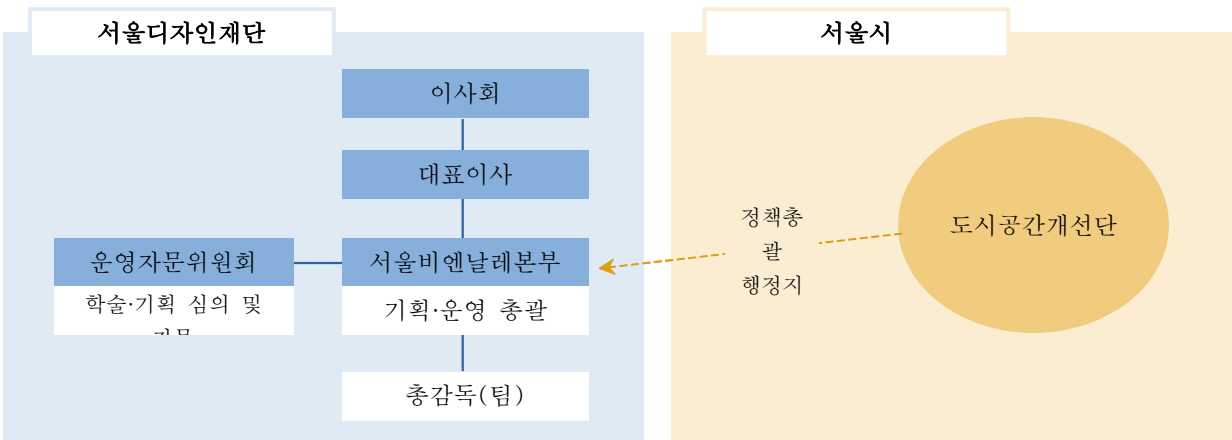 서울디자인재단
서울시
이사회
대표이사
운영자문위원회
학술·기획 심의 및
서울비엔날레본부
기획·운영 총괄
총감독(팀)
정책총
괄
행정지
도시공간개선단